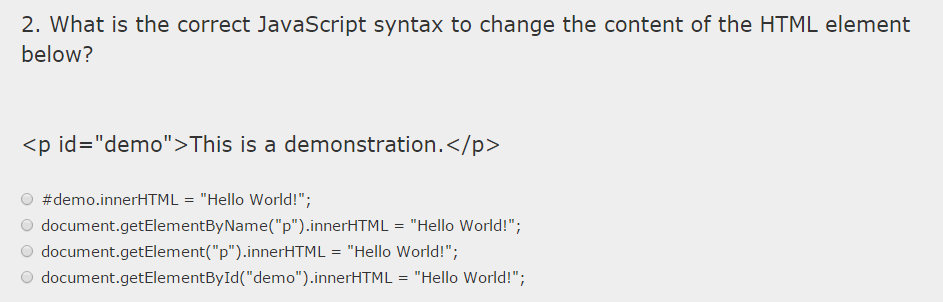 2. What is the correct JavaScript syntax to change the content of the HTML element
below?
<p id="demo">This is a demonstration.</p>
#demo.innerHTML = "Hello World!";
document.getElementByName("p").innerHTML = "Hello World!";
document.getElement("p").innerHTML = "Hello World!";
document.getElementById("demo").innerHTML = "Hello World!";